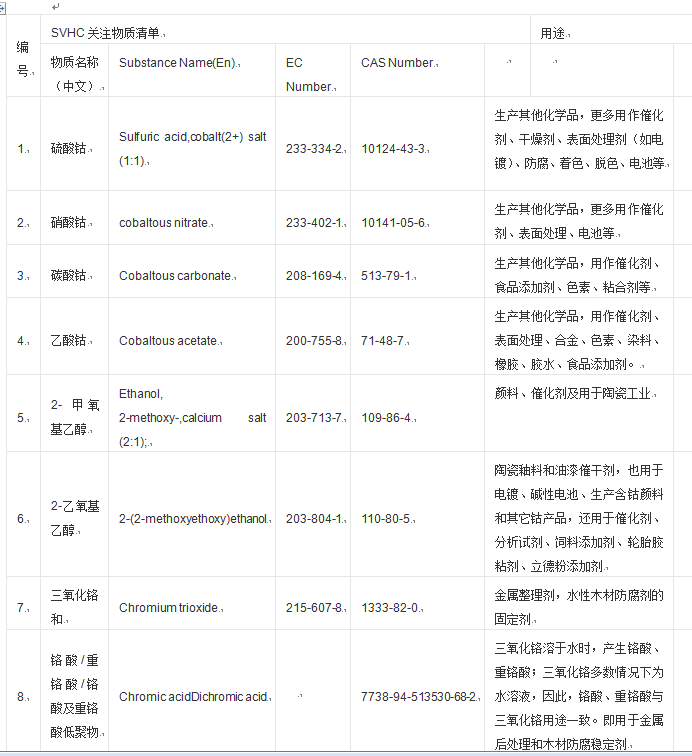 SVHC 关注物质清单
用途
编
号
物质名称
（中文）
Substance Name(En)
EC
Number
CAS Number
1
硫酸钴
Sulfuric acid,cobalt(2+) salt
(1:1)
233-334-2
10124-43-3
生产其他化学品，更多用作催化
剂、干燥剂、表面处理剂（如电
镀）、防腐、着色、脱色、电池等
2
硝酸钴
cobaltous nitrate
233-402-1
10141-05-6
生产其他化学品，更多用作催化
剂、表面处理、电池等
3
碳酸钴
Cobaltous carbonate
208-169-4
513-79-1
生产其他化学品，用作催化剂、
食品添加剂、色素、粘合剂等
4
乙酸钴
Cobaltous acetate
200-755-8
71-48-7
生产其他化学品，用作催化剂、
表面处理、合金、色素、染料、
橡胶、胶水、食品添加剂。
5
2- 甲氧
基乙醇
Ethanol,
2-methoxy-,calcium salt
(2:1);
203-713-7
109-86-4
颜料、催化剂及用于陶瓷工业
6
2-乙氧基
乙醇
2-(2-methoxyethoxy)ethanol
203-804-1
110-80-5
陶瓷釉料和油漆催干剂，也用于
电镀、碱性电池、生产含钴颜料
和其它钴产品，还用于催化剂、
分析试剂、饲料添加剂、轮胎胶
粘剂、立德粉添加剂
7
三氧化铬
和
Chromium trioxide
215-607-8
1333-82-0
金属整理剂，水性木材防腐剂的
固定剂
8
铬酸/重
铬酸/铬
酸及重铬
酸低聚物
Chromic acidDichromic acid
7738-94-513530-68-2
三氧化铬溶于水时，产生铬酸、
重铬酸；三氧化铬多数情况下为
水溶液，因此，铬酸、重铬酸与
三氧化铬用途一致。即用于金属
后处理和木材防腐稳定剂